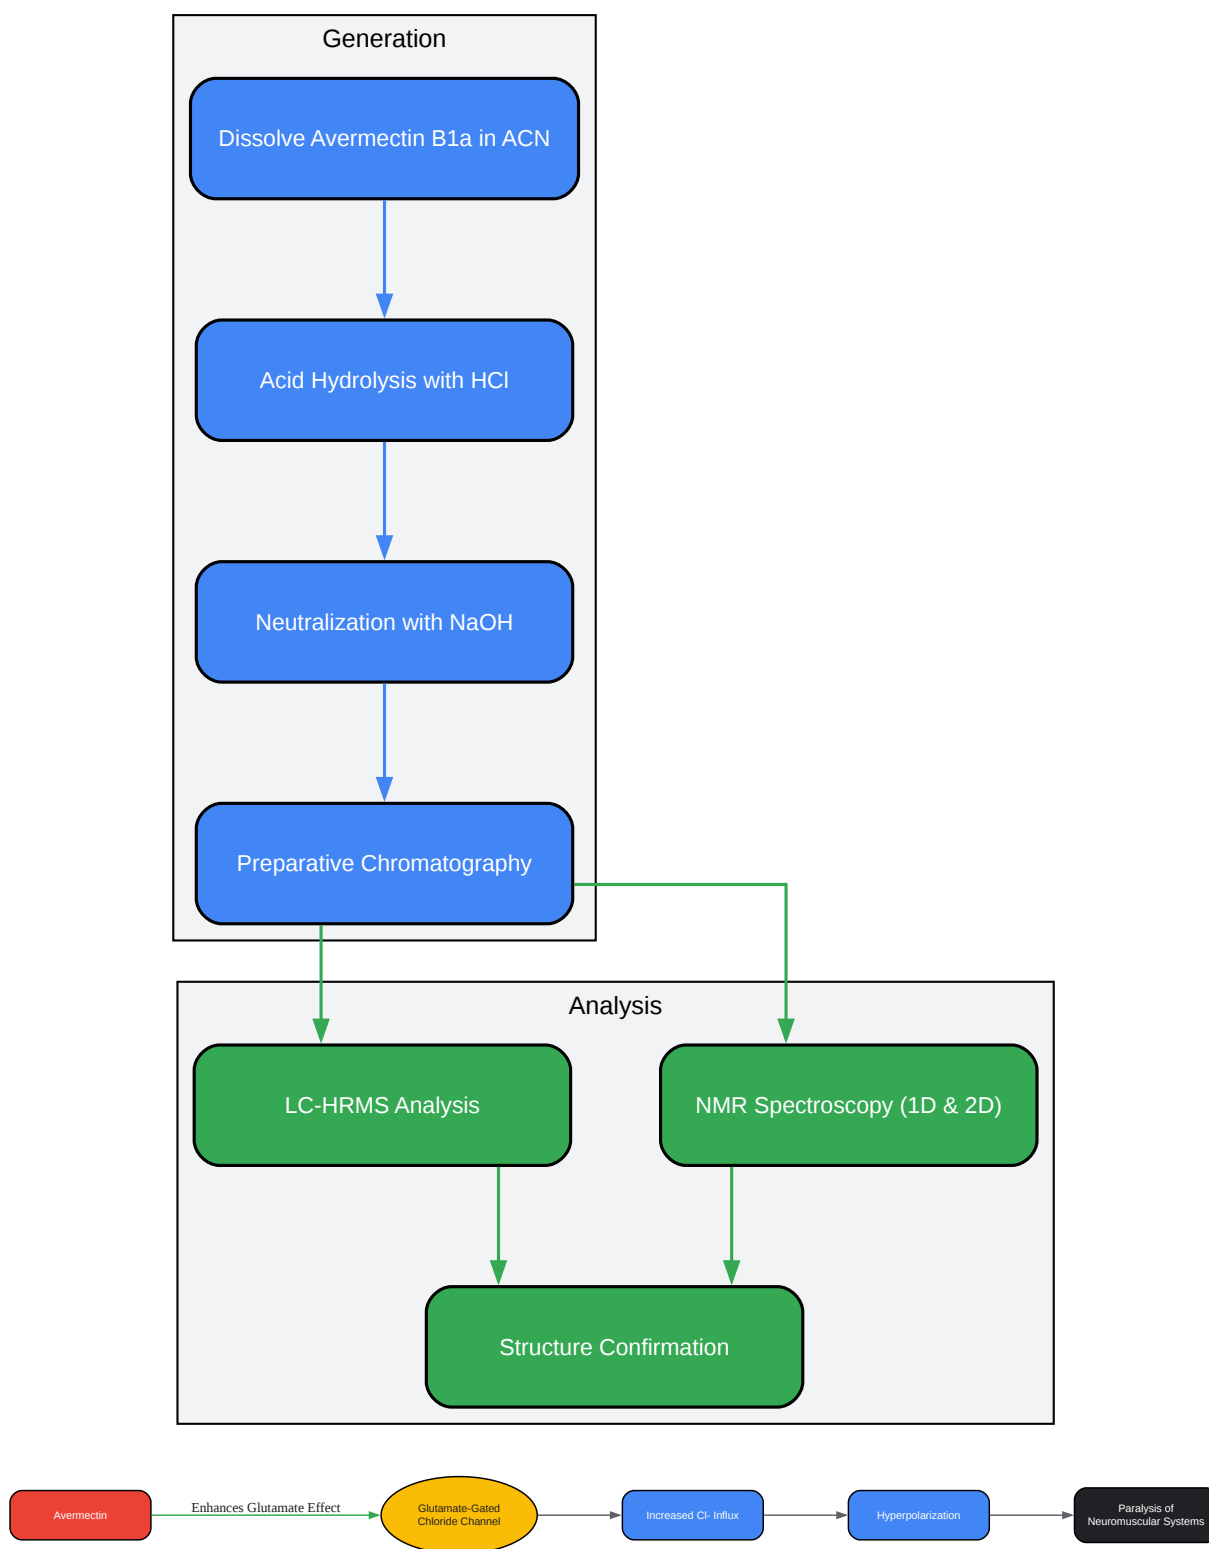 Generation
Dissolve Avermectin B1a in ACN
Acid Hydrolysis with HCl
Neutralization with NaOH
Preparative Chromatography
Analysis
LC-HRMS Analysis
NMR Spectroscopy (1D & 2D)
Structure Confirmation
Avermectin
Enhances Glutamate Effect
Glutamate-Gated
Chloride Channel
Increased Cl- Influx
Hyperpolarization
Paralysis of
Neuromuscular Systems